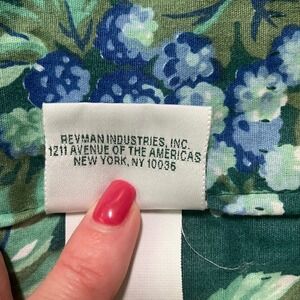 REVMAN INDUSTRIES, INC.
1211 AVENUE OF THE AMERICAS
NEW YORK, NY 10036